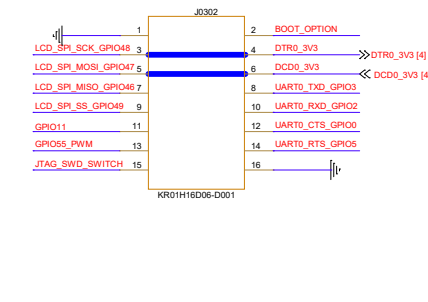 J0302
1 2 BOOT_OPTION
LCD_SPI_SCK_GPIO48 3 4 DTR0_3V3 DTR0_3V3 [4]
LCD_SPI_MOSI_GPIO47 5 6 DCD0_3V3 DCD0_3V3 [4
LCD_SPI_MISO_GPIO46 7 8 UART0_TXD_GPIO3
LCD_SPI_SS_GPIO49 9 10 UART0_RXD_GPIO2
GPIO11 11 12 UART0_CTS_GPIO0
GPIO55_PWM 13 14 UART0_RTS_GPIO5
JTAG_SWD_SWITCH 15 16
KR01H16D06-D001